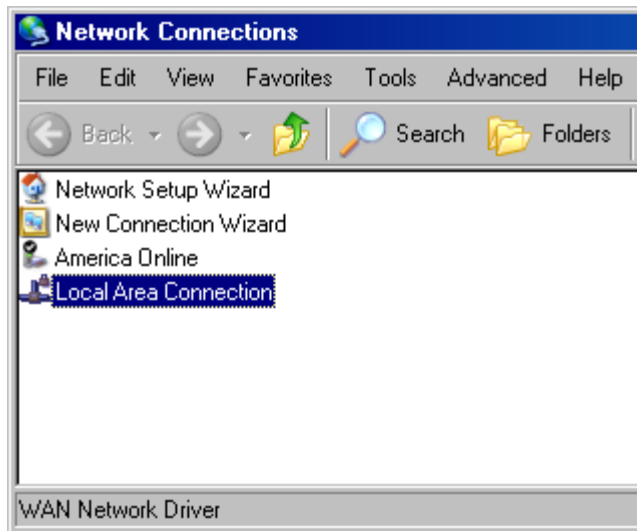 Network Connections
File Edit View Favorites Tools Advanced Help
Back Search Folders
Network Setup Wizard
New Connection Wizard
America Online
Local Area Connection
WAN Network Driver